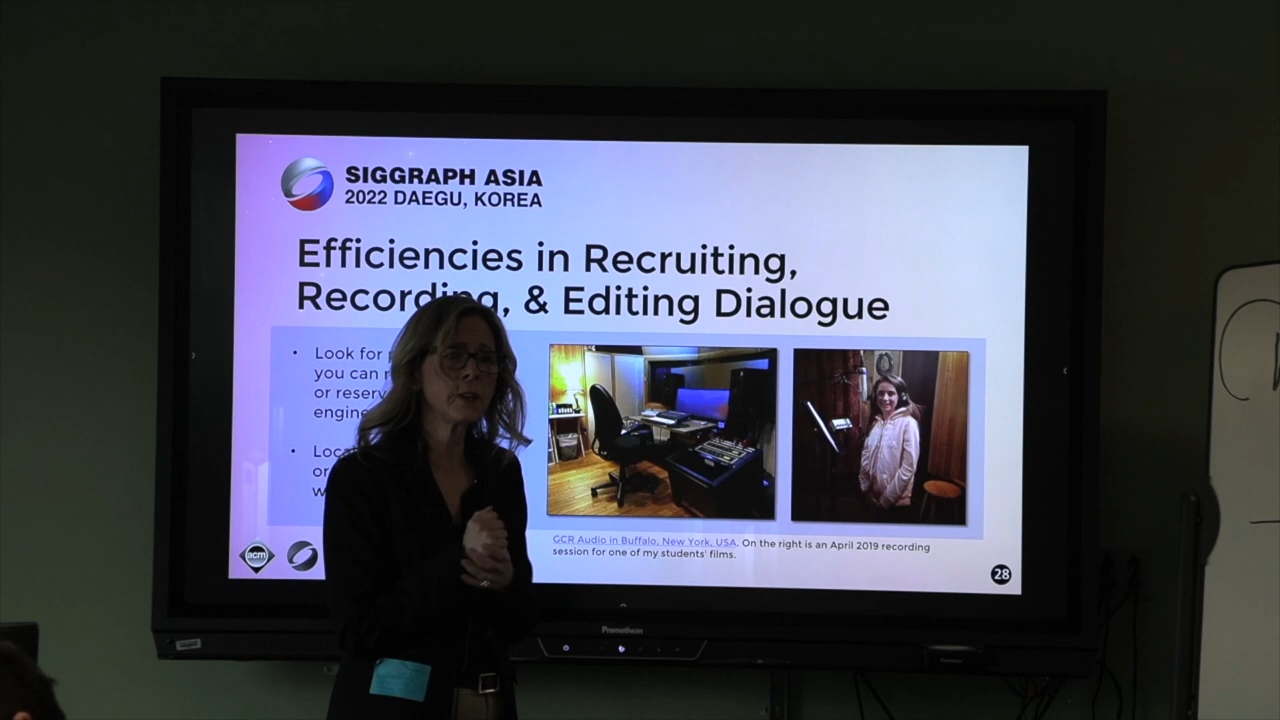 SIGGRAPH ASIA
2022 DAEGU, KOREA
Efficiencies in Recruiting,
Recording, & Editing Dialogue
• Look for
you can
or reserv
engine
• Loca
or
w
GCR Audio in Buffalo, New York, USA. On the right is an April 2019 recording
session for one of my students' films.
acm
28
Promethean